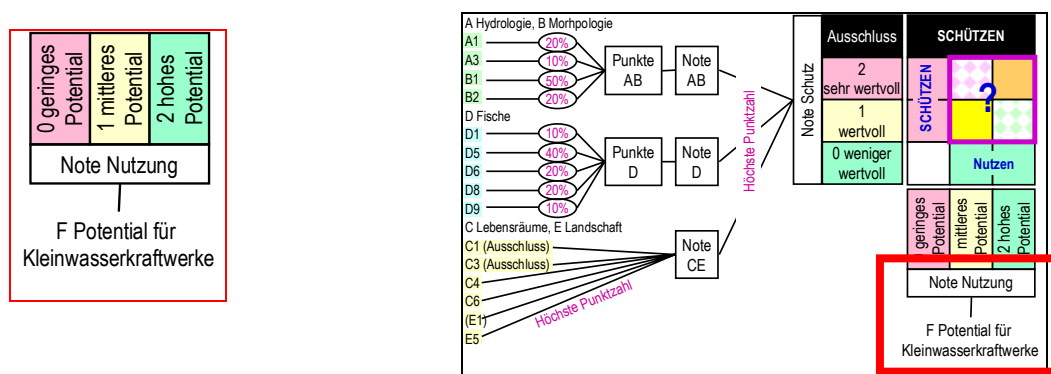 0 geringes
Potential
1 mittleres
Potential
2 hohes
Potential
Note Nutzung
F Potential für
Kleinwasserkraftwerke
A Hydrologie, B Morhpologie
A1
20%
A3
10%
B1
50%
B2
20%
Punkte
AB
Note
AB
D Fische
D1
10%
D5
40%
D6
20%
D8
20%
D9
10%
Punkte
D
Note
D
C Lebensräume, E Landschaft
C1 (Ausschluss)
C3 (Ausschluss)
C4
C6
(E1)
E5
Höchste Punktzahl
Note
CE
Höchste Punktzahl
Note Schutz
Ausschluss
2
sehr wertvoll
1
wertvoll
0 weniger
wertvoll
SCHÜTZEN
SCHÜTZEN
?
Nutzen
geringes
Potential
mittleres
Potential
2 hohes
Potential
Note Nutzung
F Potential für
Kleinwasserkraftwerke